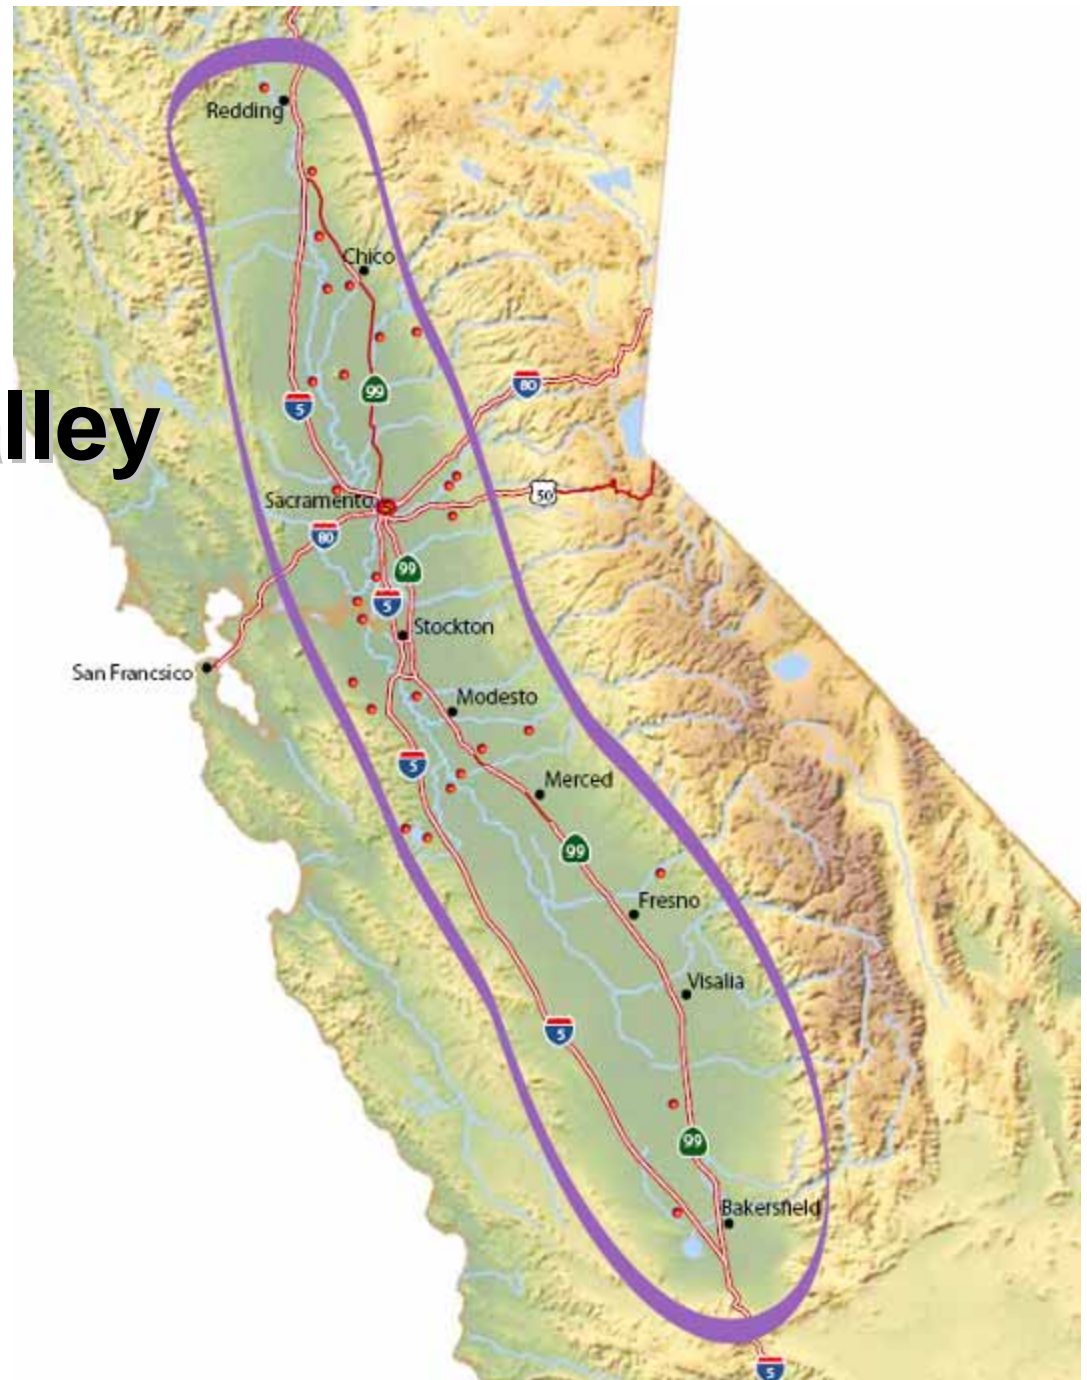 Redding
Chico
99
80
5
lley
50
Sacramento
80
99
5
Stockton
San Francsico
Modesto
5
Merced
99
Fresno
Visalia
5
99
Bakersfield
5